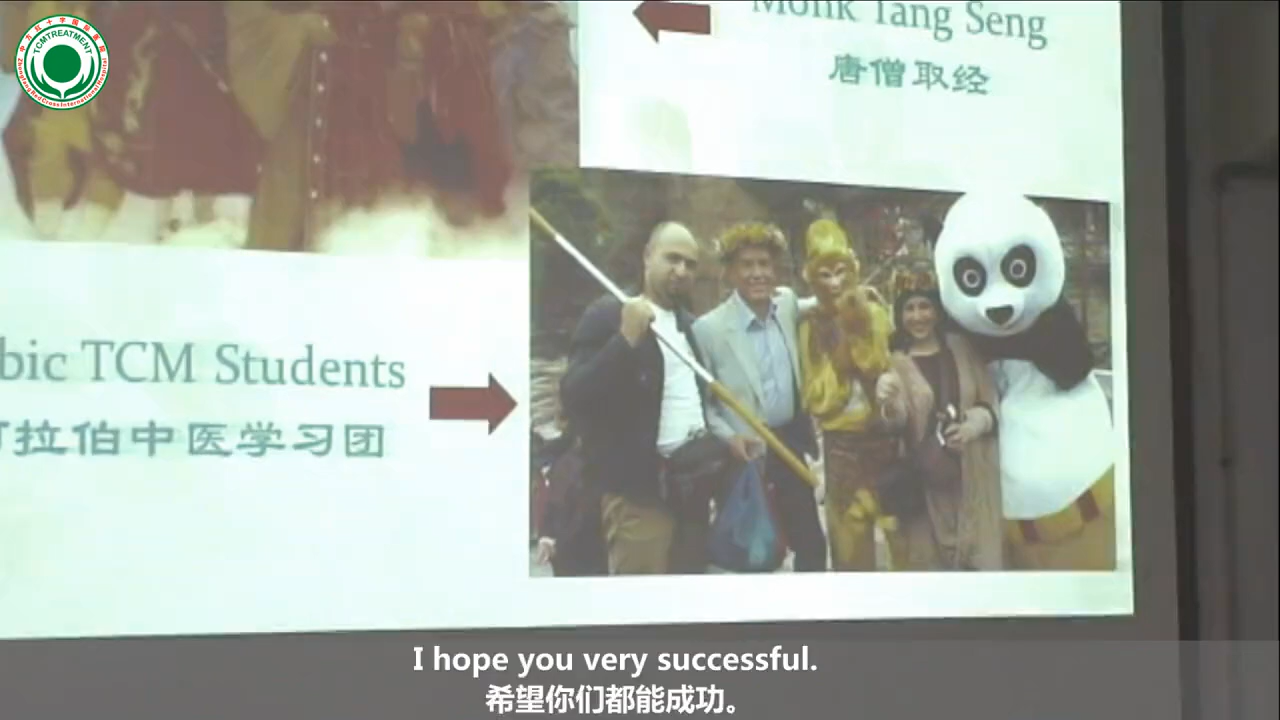 TCMTREATMENT
Monk Tang Seng
唐僧取经
bic TCM Students
拉伯中医学习团
I hope you very successful.
希望你们都能成功。